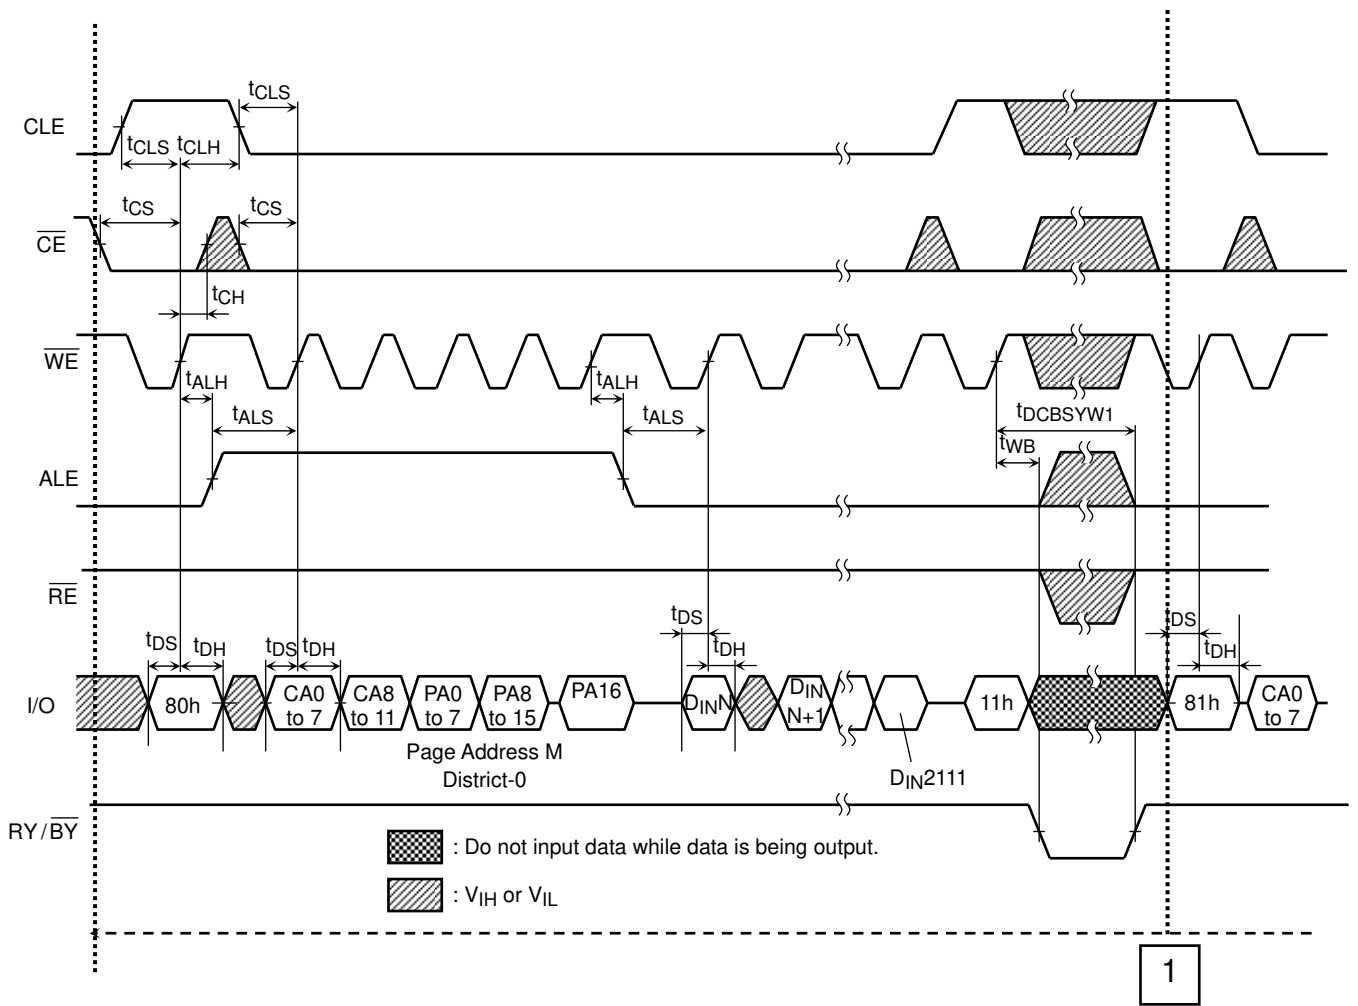 tCLS
CLE
tCLS tCLH
tCS tCS
CE
tCH
WE
tALH tALH
tALS tALS
tDCBSYW1
tWB
ALE
RE
tDS tDH tDS tDH tDS tDH DS tDH
I/O
80h
CA0
to 7
CA8
to 11
PA0
to 7
PA8
to 15
PA16
DINN
DIN
N+1
11h
81h
CA0
to 7
Page Address M
District-0
DIN2111
RY/BY
: Do not input data while data is being output.
: VIH or VIL
1